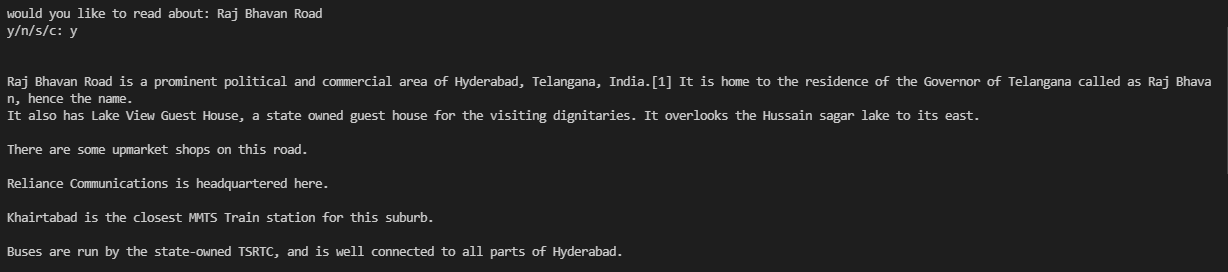 would you like to read about: Raj Bhavan Road
y/n/s/c: y
Raj Bhavan Road is a prominent political and commercial area of Hyderabad, Telangana, India.[1] It is home to the residence of the Governor of Telangana called as Raj Bhava
n, hence the name.
It also has Lake View Guest House, a state owned guest house for the visiting dignitaries. It overlooks the Hussain sagar lake to its east.
There are some upmarket shops on this road.
Reliance Communications is headquartered here.
Khairtabad is the closest MMTS Train station for this suburb.
Buses are run by the state-owned TSRTC, and is well connected to all parts of Hyderabad.